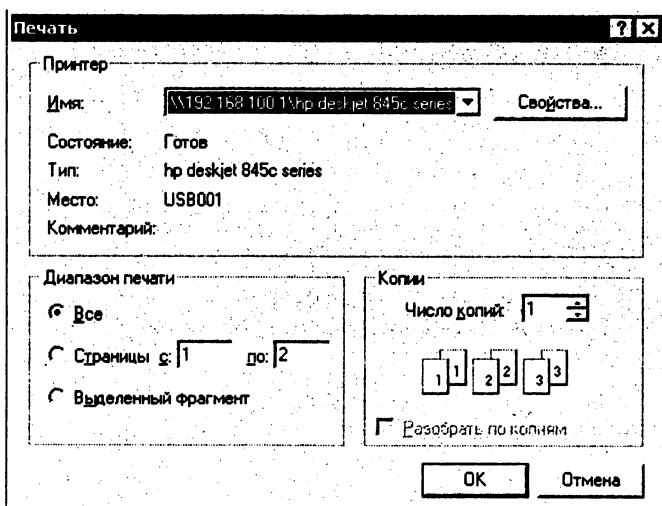 Печать
Принтер
Имя: \\192.168.100.1\hp deskjet 845c series Свойства...
Состояние: Готов
Тип: hp deskjet 845c series
Место: USB001
Комментарий:
Диапазон печати
Все
Страницы с: 1 по: 2
Выделенный фрагмент
Копии
Число копий: 1
1 1 2 2 3 3
Разобрать по копиям
OK Отмена